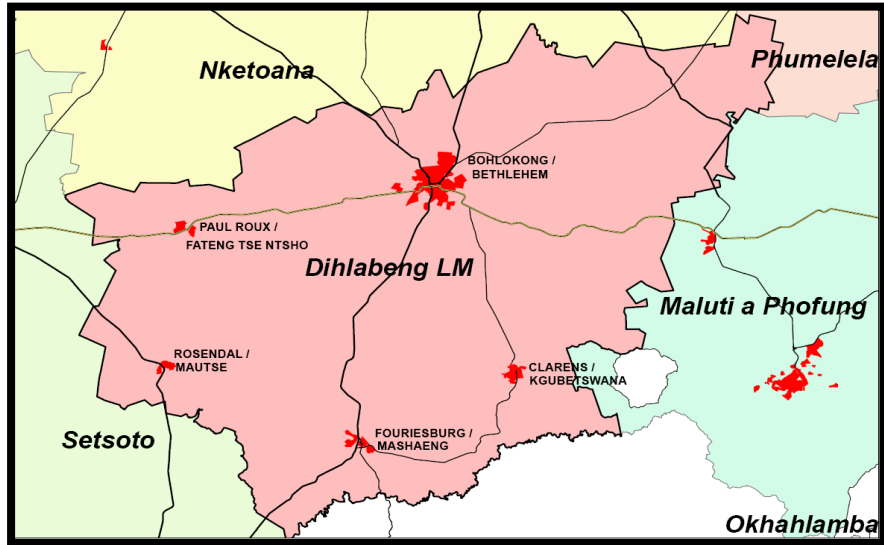 Phumelela
Nketoana
BOHLOKONG /
BETHLEHEM
PAUL ROUX /
FATENG TSE NTSHO
Dihlabeng LM
Maluti a Phofung
ROSENDAL /
MAUTSE
CLARENS /
KGUBETSWANA
Setsoto
FOURIESBURG /
MASHAENG
Okhahlamba